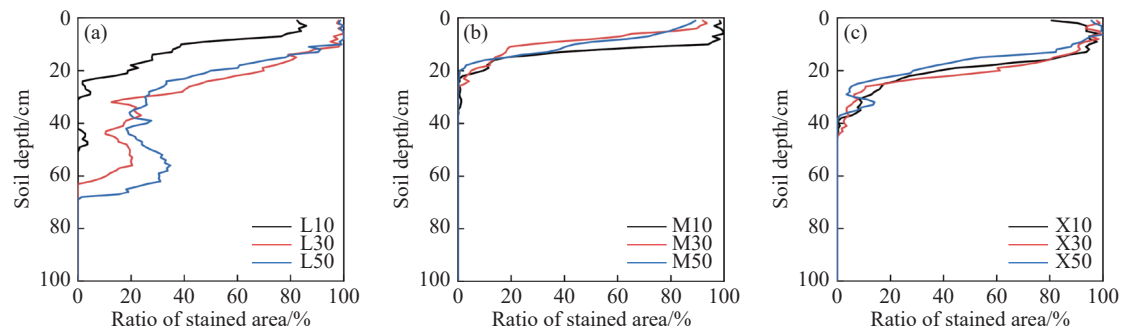 0
20
40
60
80
100
Soil depth/cm
(a)
L10
L30
L50
0 20 40 60 80 100
Ratio of stained area/%
0
20
40
60
80
100
Soil depth/cm
(b)
M10
M30
M50
0 20 40 60 80 100
Ratio of stained area/%
0
20
40
60
80
100
Soil depth/cm
(c)
X10
X30
X50
0 20 40 60 80 100
Ratio of stained area/%